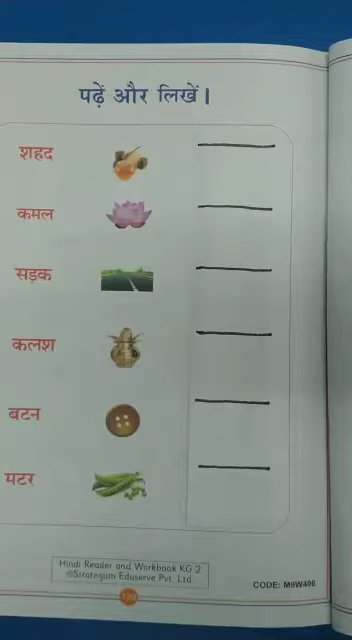 पढ़ें और लिखें।
शहद
कमल
सड़क
कलश
बटन
मटर
Hindi Reader and Workbook KG 2
©Strategum Eduserve Pvt. Ltd
CODE: M9W406